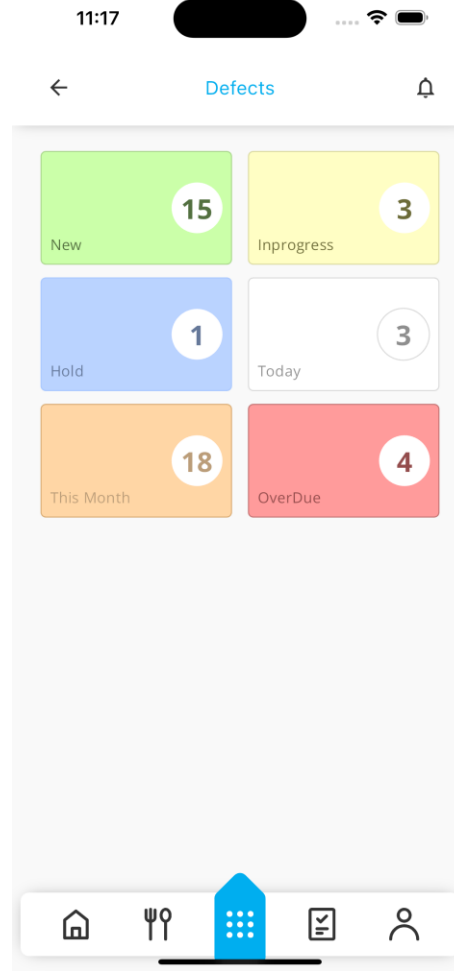 11:17
Defects
15
New
3
Inprogress
1
Hold
3
Today
18
This Month
4
OverDue